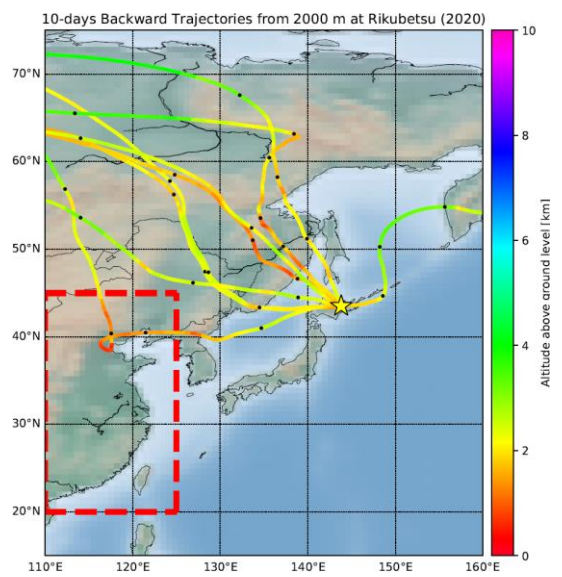 10-days Backward Trajectories from 2000 m at Rikubetsu (2020)
70°N
60°N
50°N
40°N
30°N
20°N
110°E 120°E 130°E 140°E 150°E 160°E
10
8
6
4
2
0
Altitude above ground level [km]